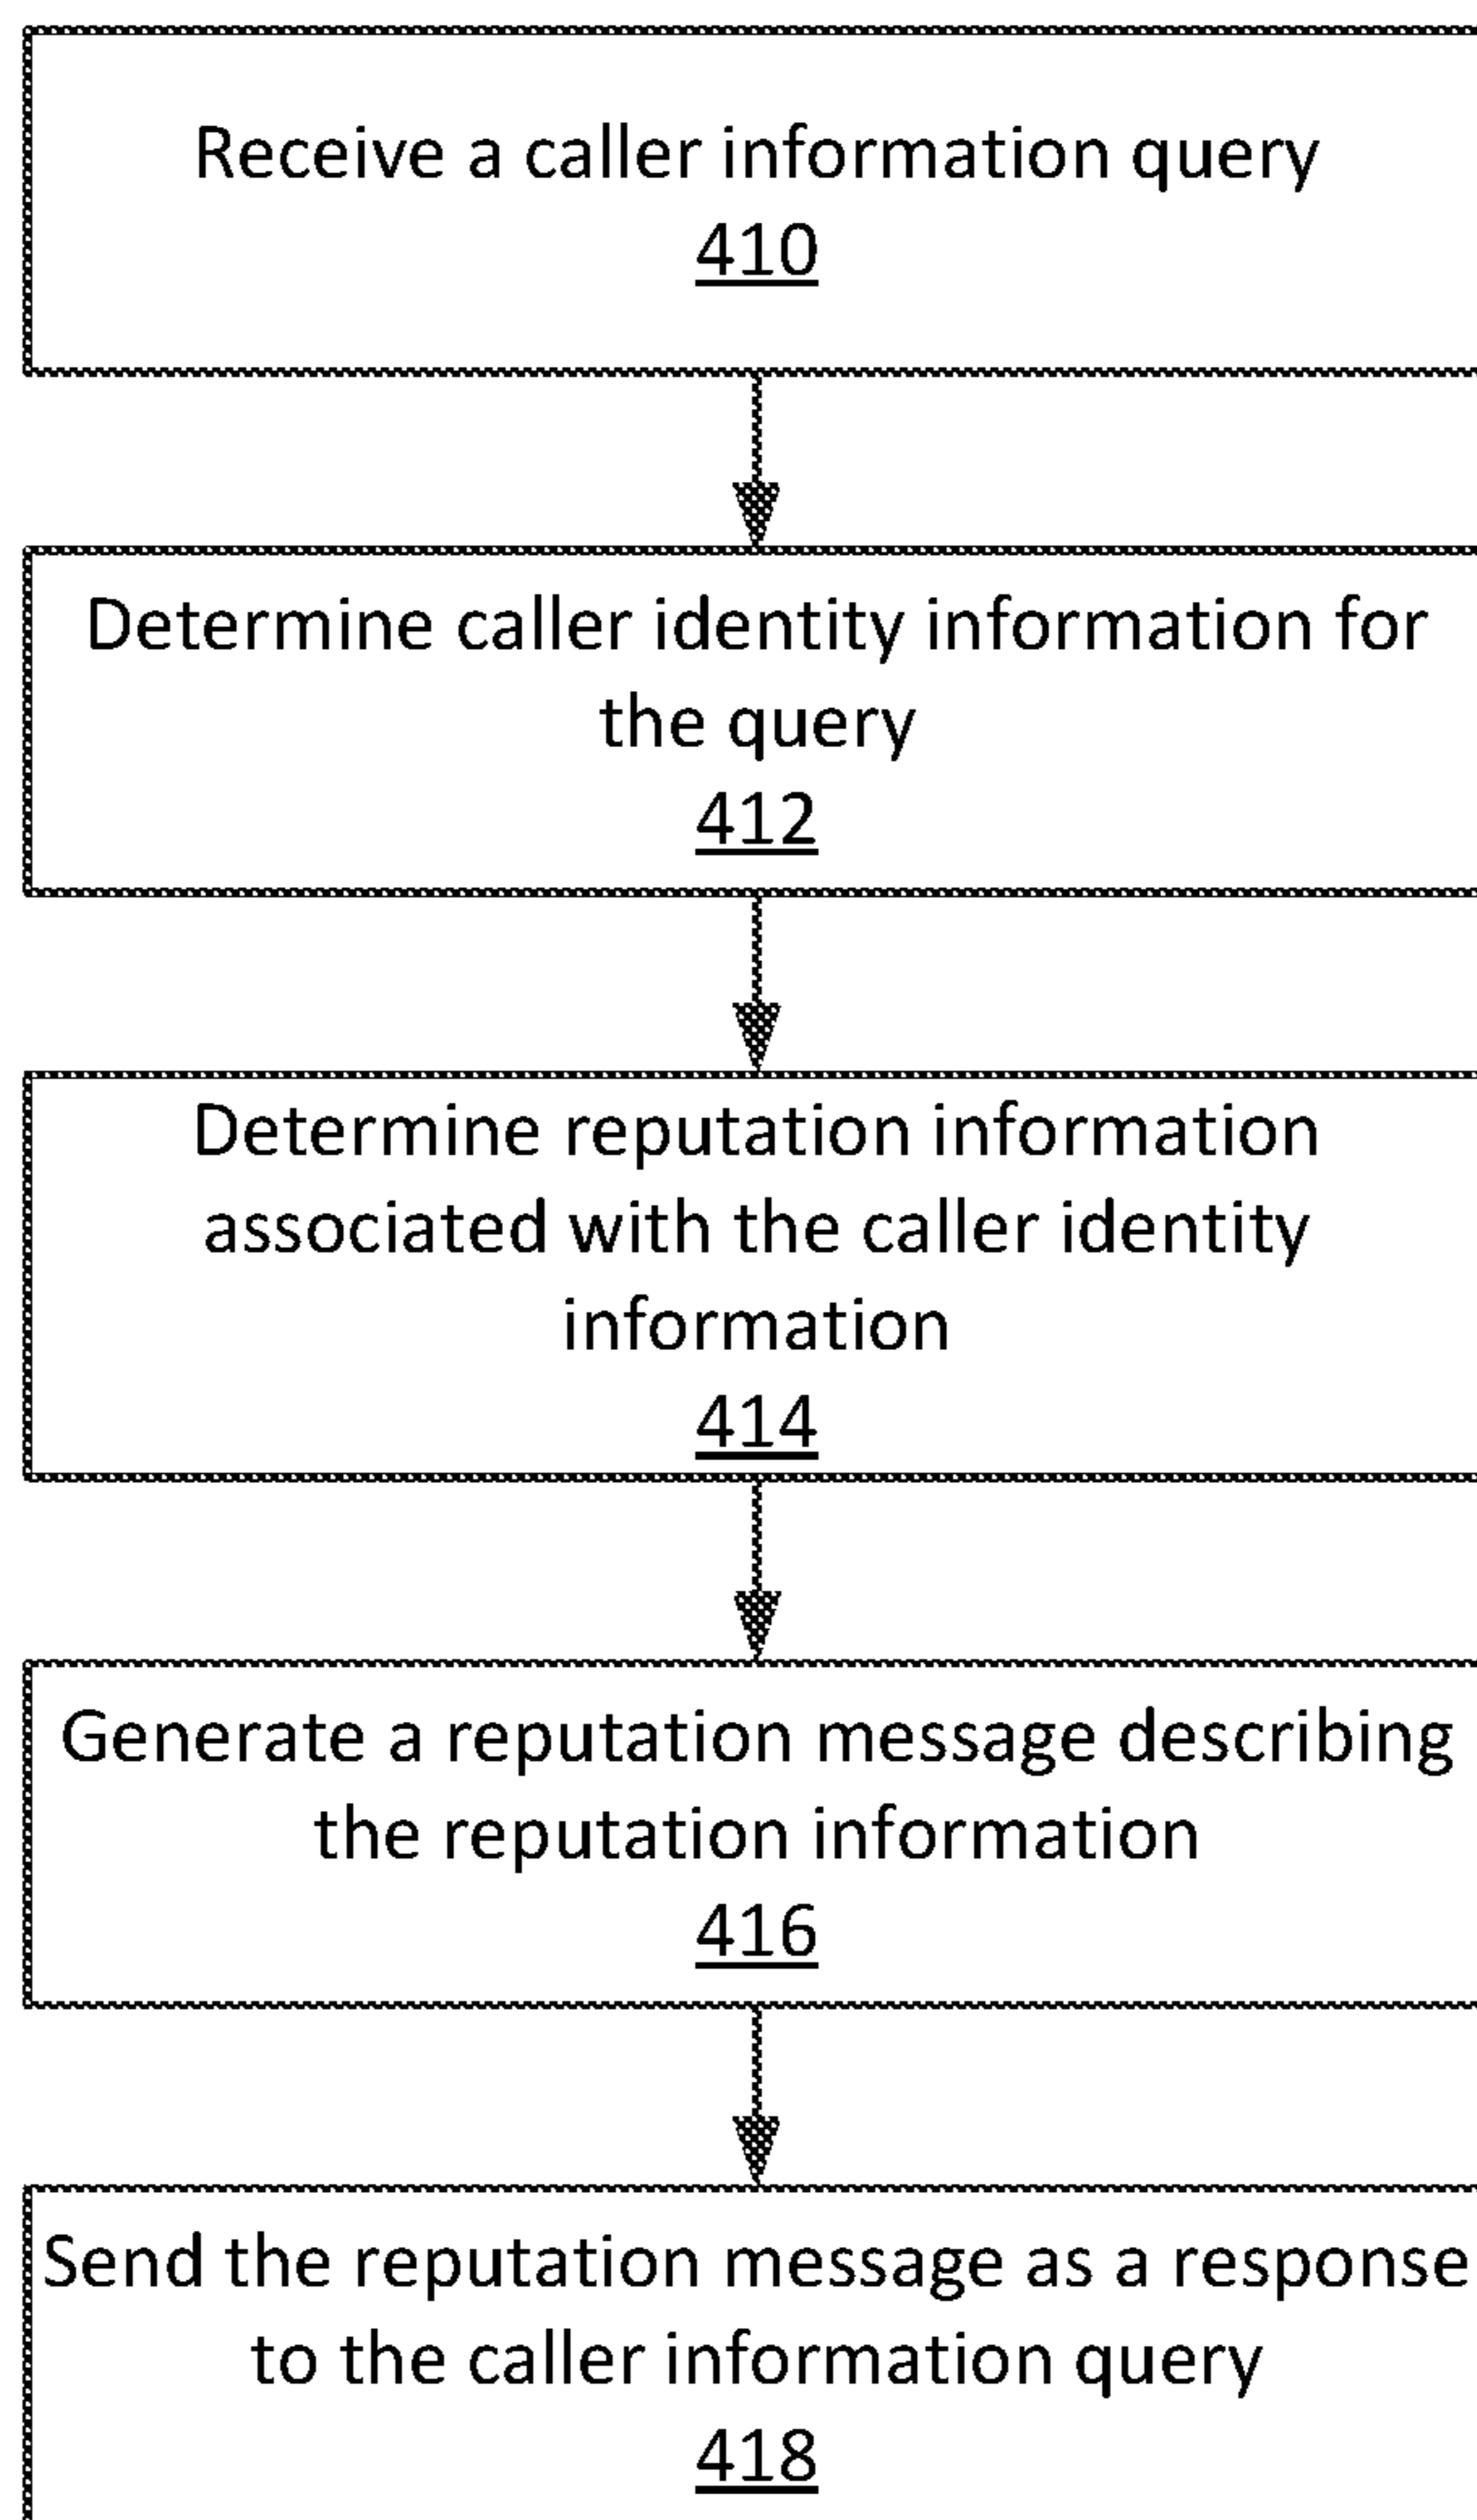 Receive a caller information query
410
Determine caller identity information for
the query
412
Determine reputation information
associated with the caller identity
information
414
Generate a reputation message describing
the reputation information
416
Send the reputation message as a response
to the caller information query
418